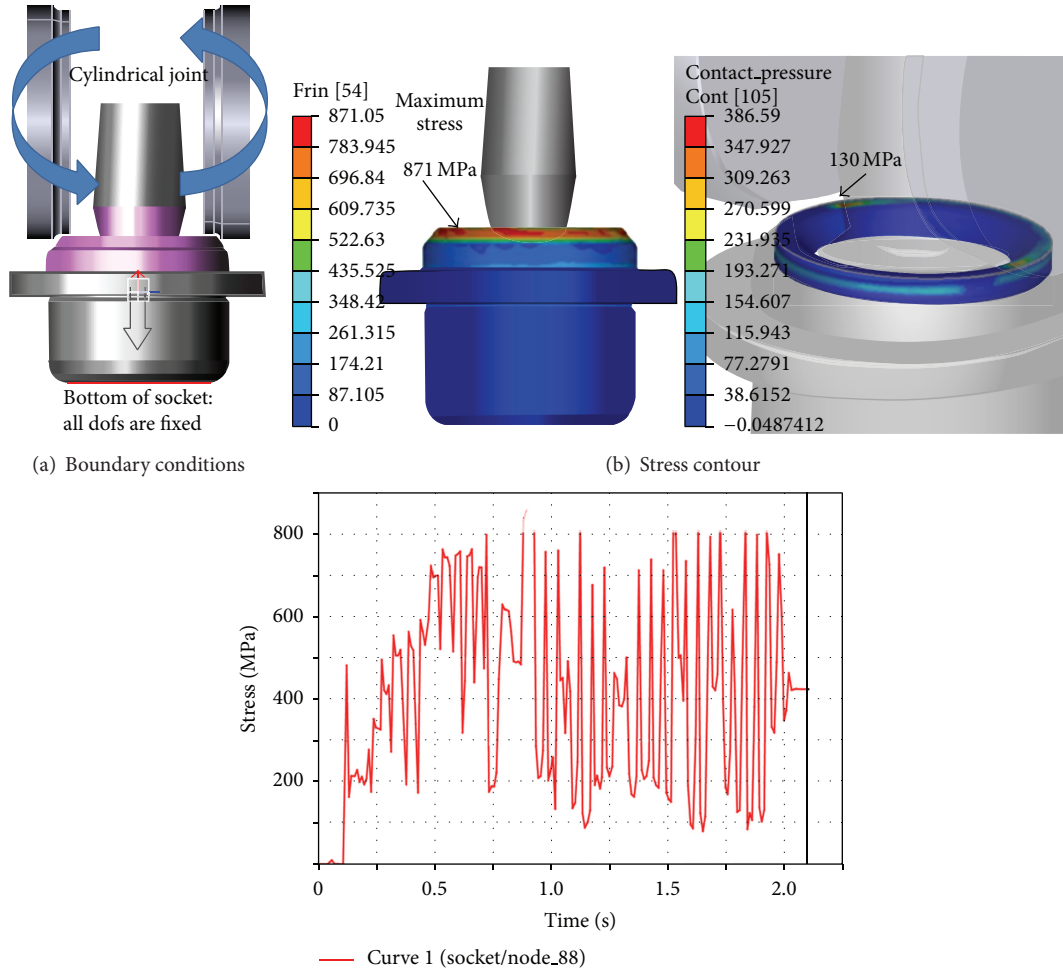 Cylindrical joint
Bottom of socket:
all dofs are fixed
(a) Boundary conditions
Frin [54]
871.05
783.945
696.84
609.735
522.63
435.525
348.42
261.315
174.21
87.105
0
Maximum
stress
871 MPa
Contact_pressure
Cont [105]
386.59
347.927
309.263
270.599
231.935
193.271
154.607
115.943
77.2791
38.6152
−0.0487412
130 MPa
(b) Stress contour
Stress (MPa)
800
600
400
200
0
0.5
1.0
1.5
2.0
Time (s)
Curve 1 (socket/node_88)